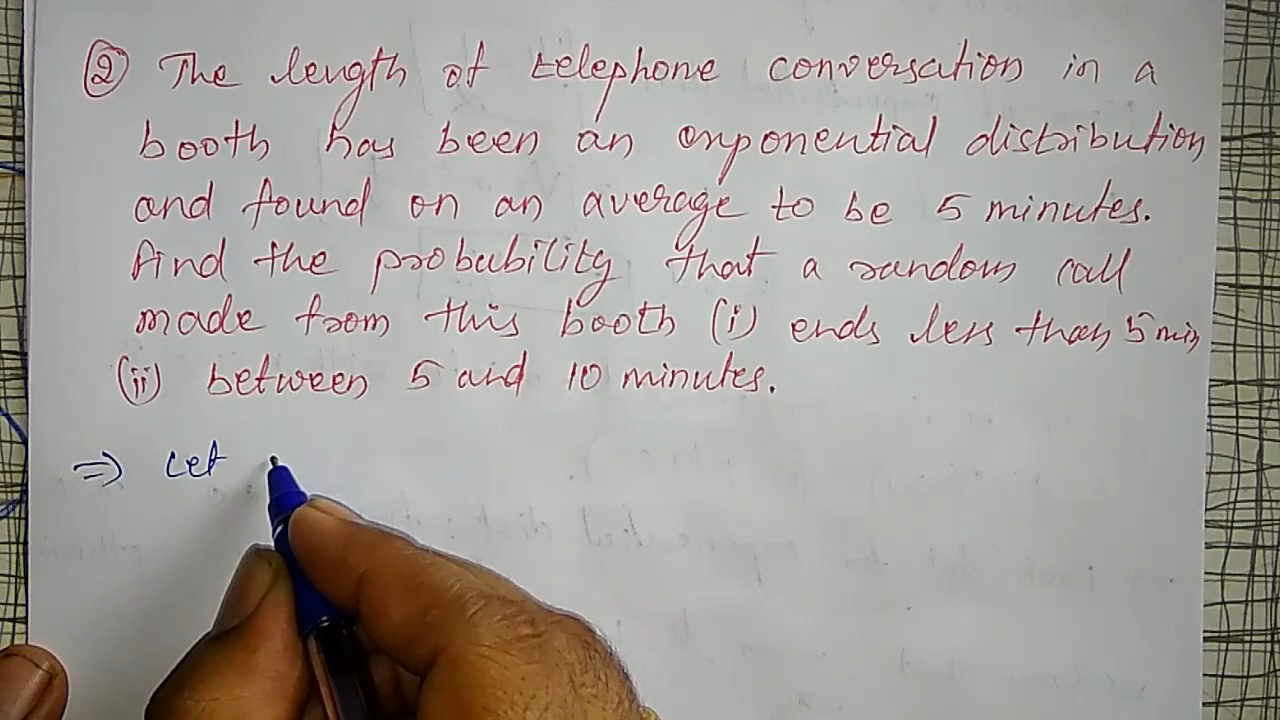 ② The length of telephone conversation in a
booth has been an exponential distribution
and found on an average to be 5 minutes.
Find the probability that a random call
made from this booth (i) ends less than 5 min
(ii) between 5 and 10 minutes.
⇒ Let